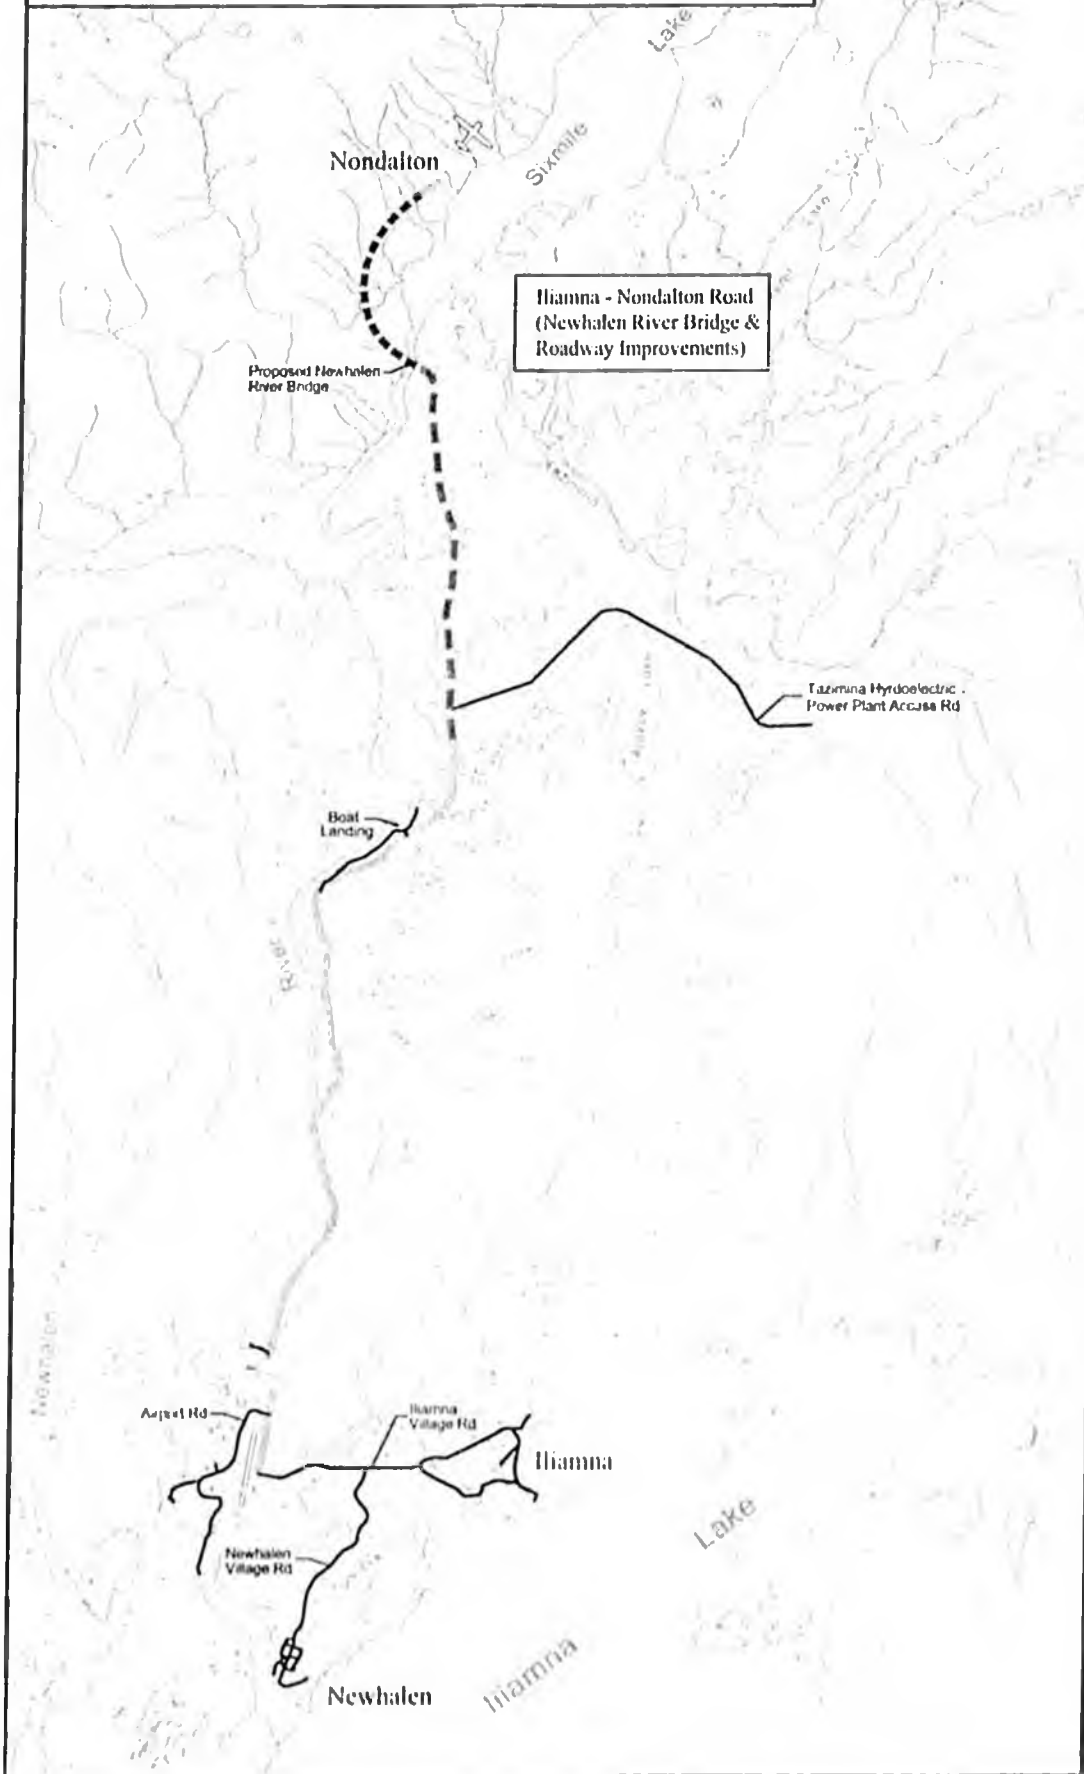 Lake
Nondalton
Sixmile
Iliamna - Nondalton Road
(Newhalen River Bridge &
Roadway Improvements)
Proposed Newhalen
River Bridge
Tazimina Hyrdoelectric
Power Plant Access Rd
Boat
Landing
River
Newhalen
Airport Rd
Iliamna
Village Rd
Iliamna
Lake
Newhalen
Village Rd
Iliamna
Newhalen